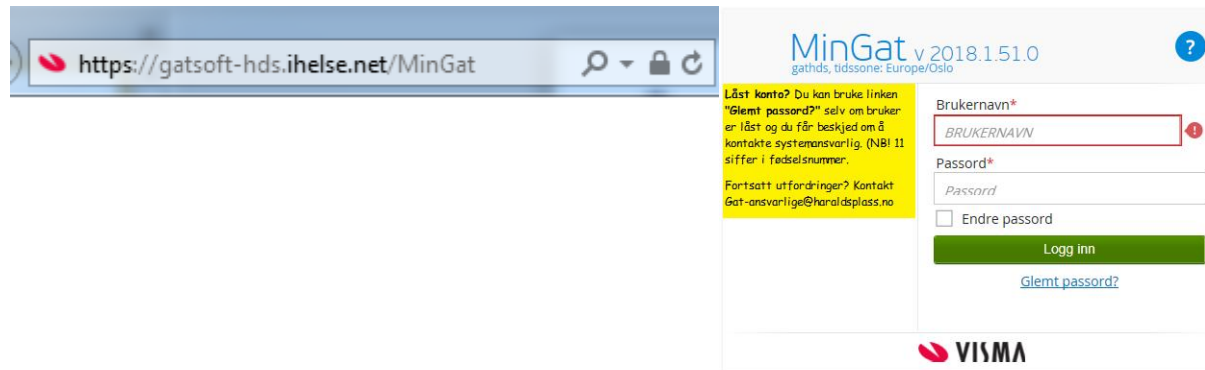 https://gatsoft-hds.ihelse.net/MinGat
MinGat v 2018.1.51.0
gathds, tidssone: Europe/Oslo
?
Låst konto? Du kan bruke linken
"Glemt passord?" selv om bruker
er låst og du får beskjed om å
kontakte systemansvarlig. (NB! 11
siffer i fødselsnummer.
Fortsatt utfordringer? Kontakt
Gat-ansvarlige@haraldsplass.no
Brukernavn*
BRUKERNAVN
!
Passord*
Passord
Endre passord
Logg inn
Glemt passord?
VISMA